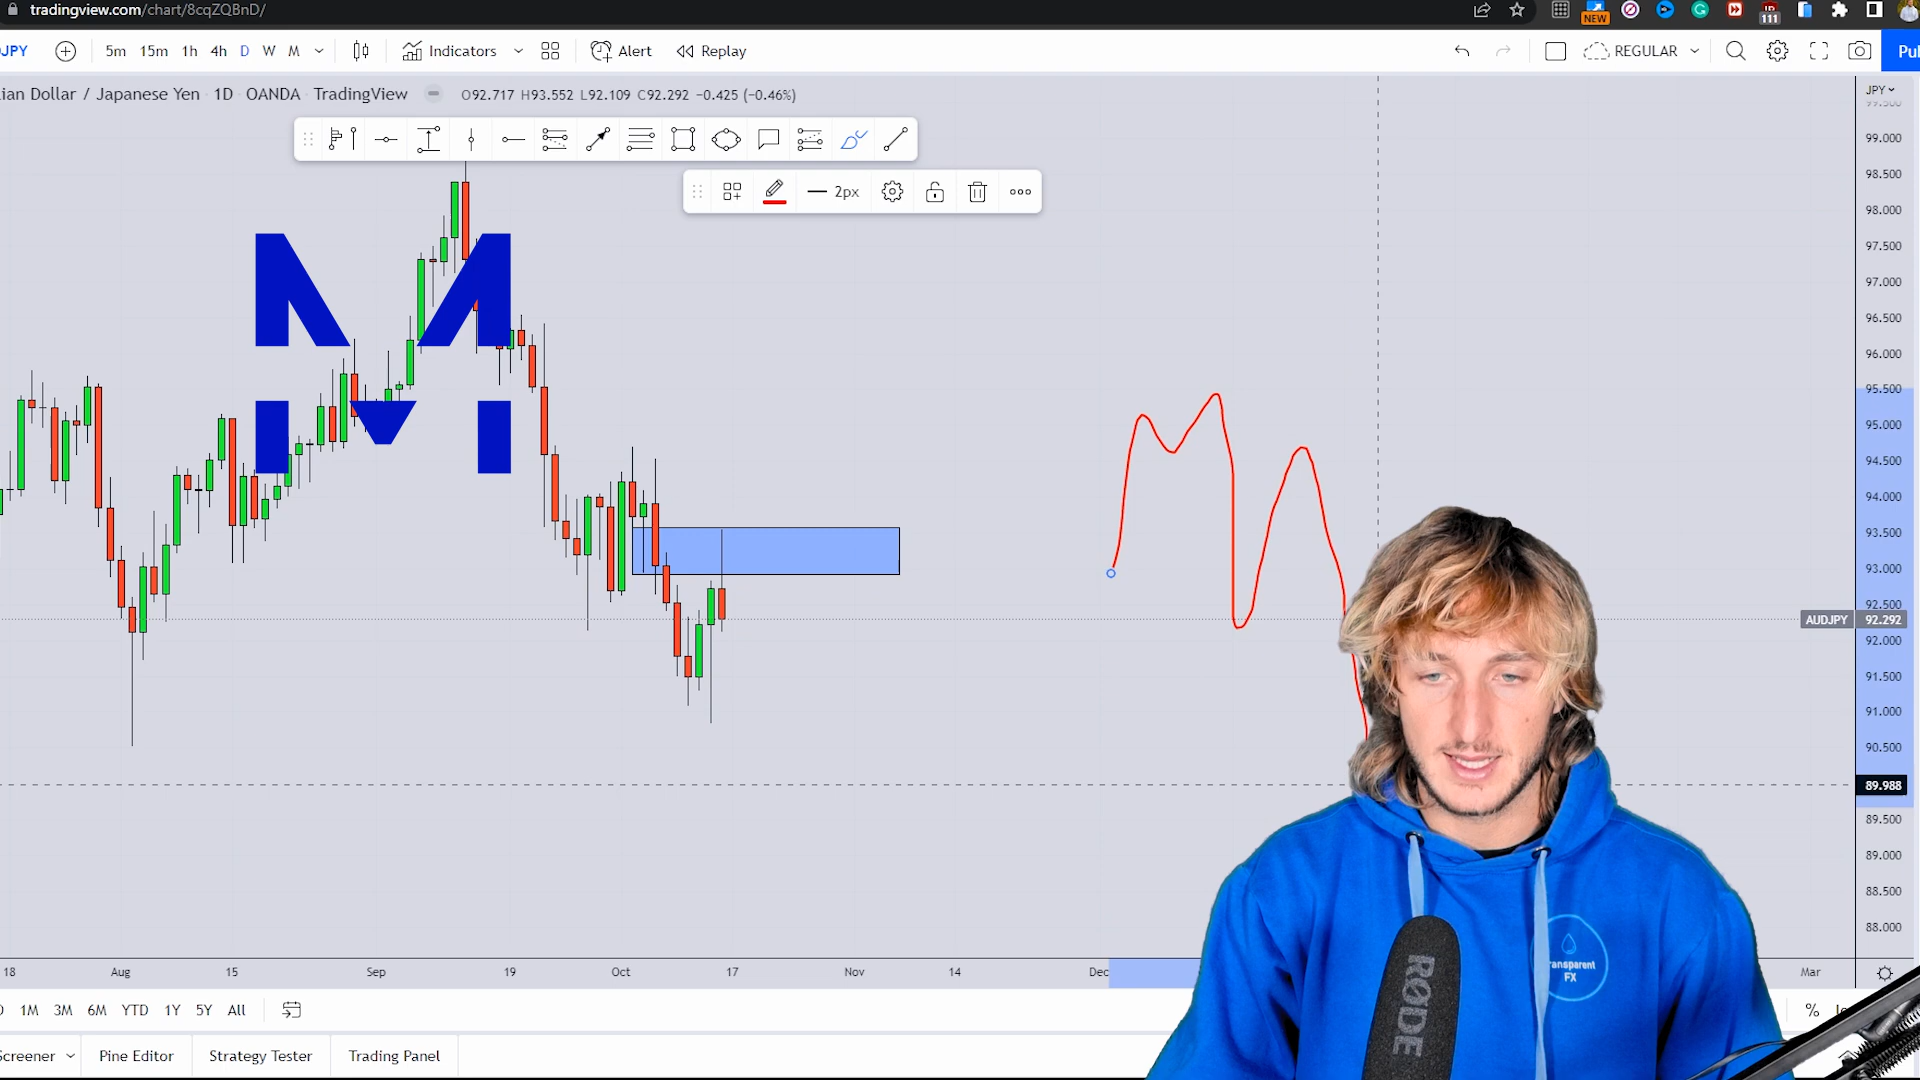 tradingview.com/chart/8cqZQBnD/
NEW
111
JPY 5m 15m 1h 4h D W M Indicators Alert Replay REGULAR
Dollar / Japanese Yen 1D OANDA TradingView O92.717 H93.552 L92.109 C92.292 −0.425 (−0.46%)
JPY
99.500
99.000
2px
98.500
98.000
97.500
97.000
96.500
96.000
95.500
95.000
94.500
94.000
93.500
93.000
92.500
AUDJPY 92.292
92.000
91.500
91.000
90.500
89.988
89.500
89.000
88.500
88.000
M
18 Aug 15 Sep 19 Oct 17 Nov 14 Dec Mar
1M 3M 6M YTD 1Y 5Y All %
Pine Editor Strategy Tester Trading Panel
FX
RØDE